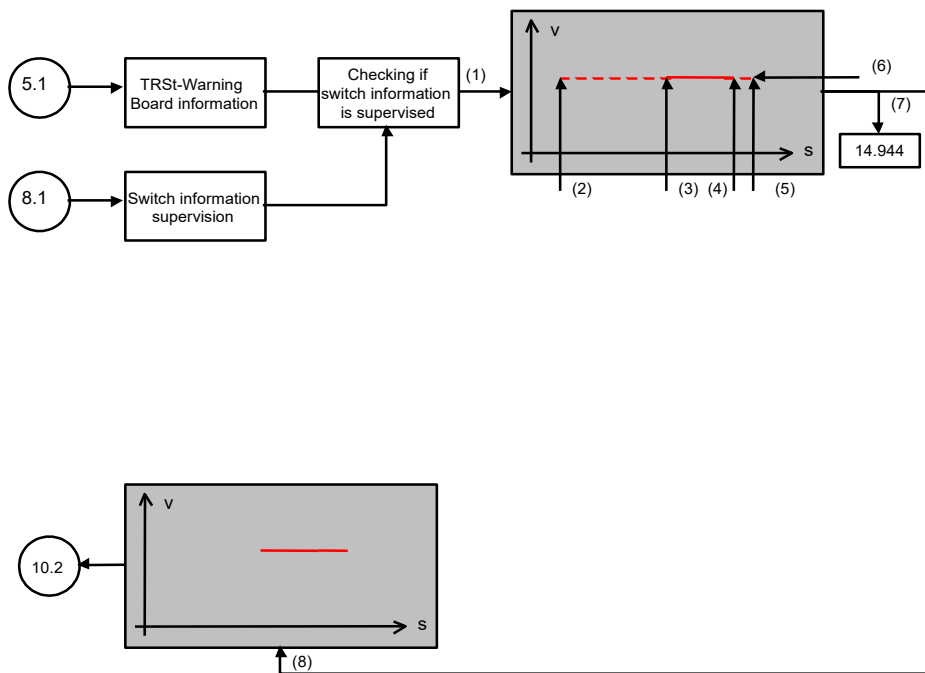 v
5.1
TRSt-Warning
Board information
Checking if
switch information
is supervised
(1)
(6)
(7)
14.944
s
8.1
Switch information
supervision
(2)
(3)
(4)
(5)
v
10.2
s
(8)